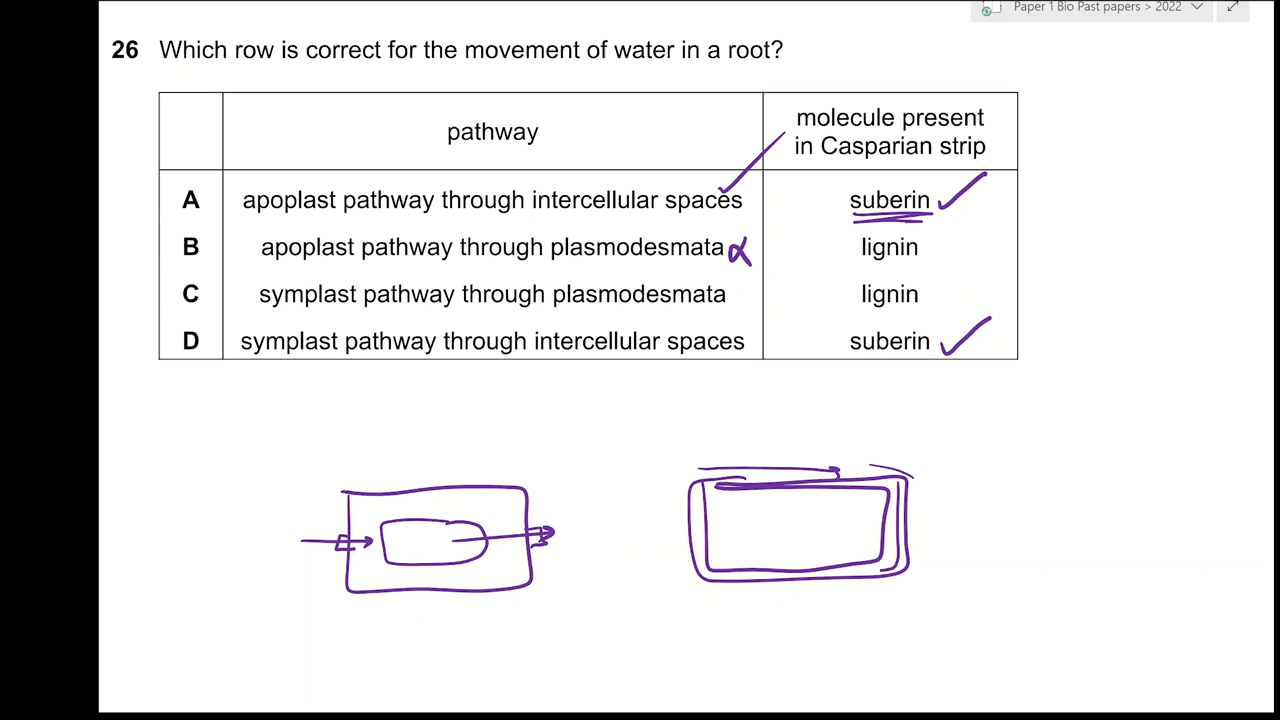 Paper 1 Bio Past papers > 2022
26 Which row is correct for the movement of water in a root?
pathway
molecule present
in Casparian strip
A apoplast pathway through intercellular spaces suberin
B apoplast pathway through plasmodesmata lignin
C symplast pathway through plasmodesmata lignin
D symplast pathway through intercellular spaces suberin